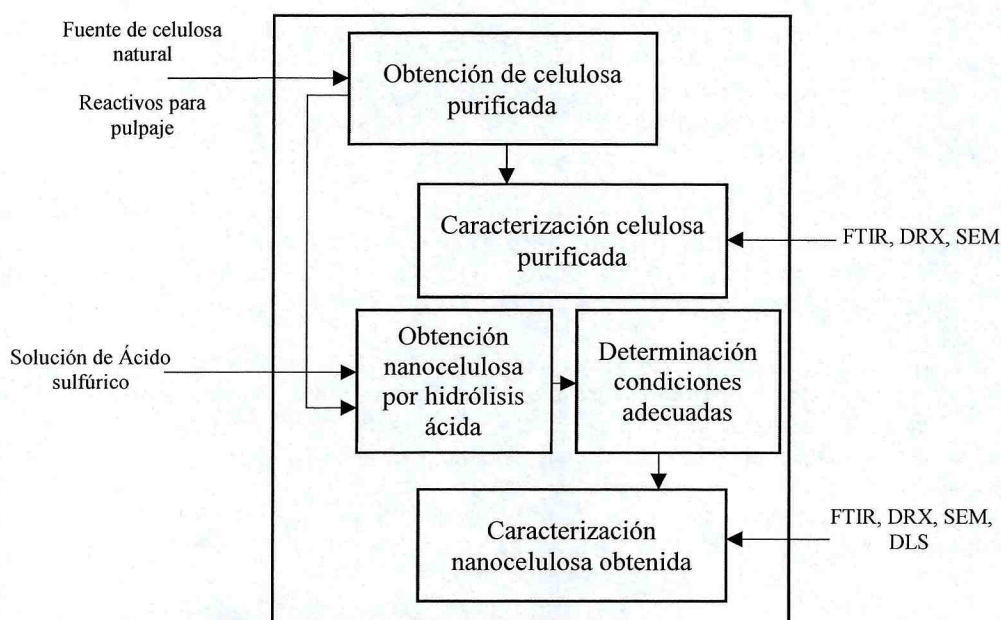 Fuente de celulosa
natural
Reactivos para
pulpaje
Obtención de celulosa
purificada
Caracterización celulosa
purificada
FTIR, DRX, SEM
Solución de Ácido
sulfúrico
Obtención
nanocelulosa
por hidrólisis
ácida
Determinación
condiciones
adecuadas
Caracterización
nanocelulosa obtenida
FTIR, DRX, SEM,
DLS